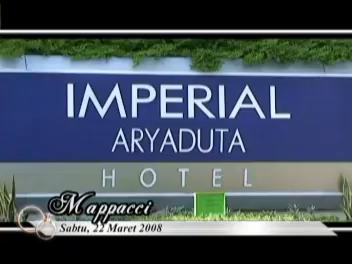 IMPERIAL
ARYADUTA
HOTEL
Mappacci
Sabtu, 22 Maret 2008